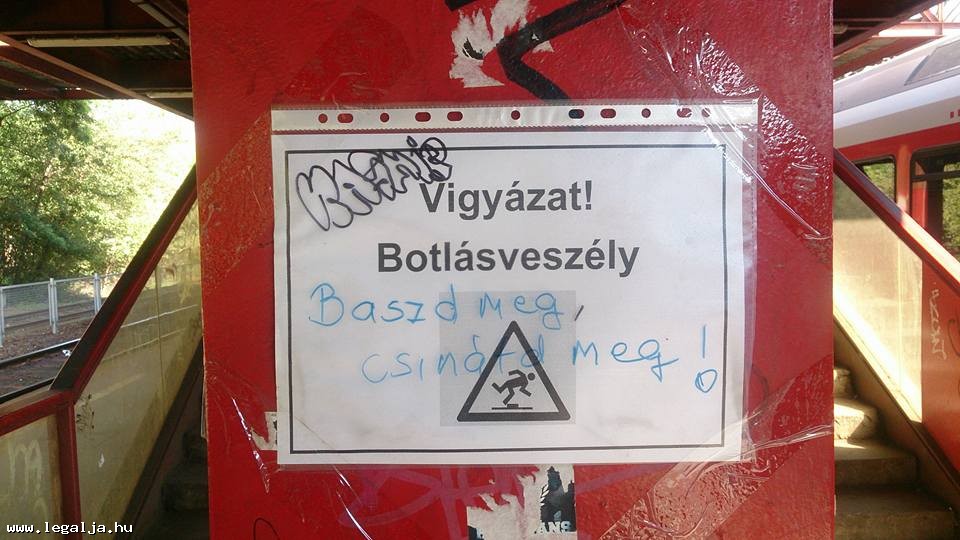 Vigyázat!
Botlásveszély
Baszd meg,
csináld meg!
www.legalja.hu